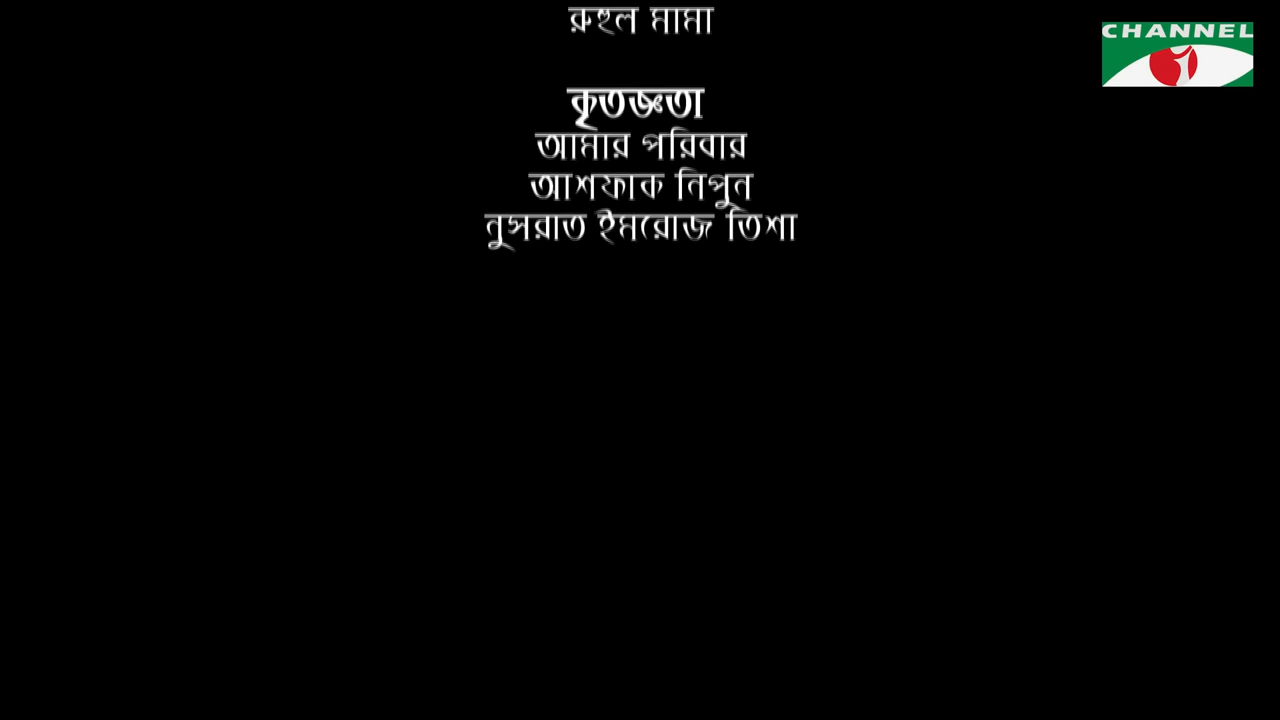 রুহুল মামা
CHANNEL
i
কৃতজ্ঞতা
আমার পরিবার
আশফাক নিপুন
নুসরাত ইমরোজ তিশা